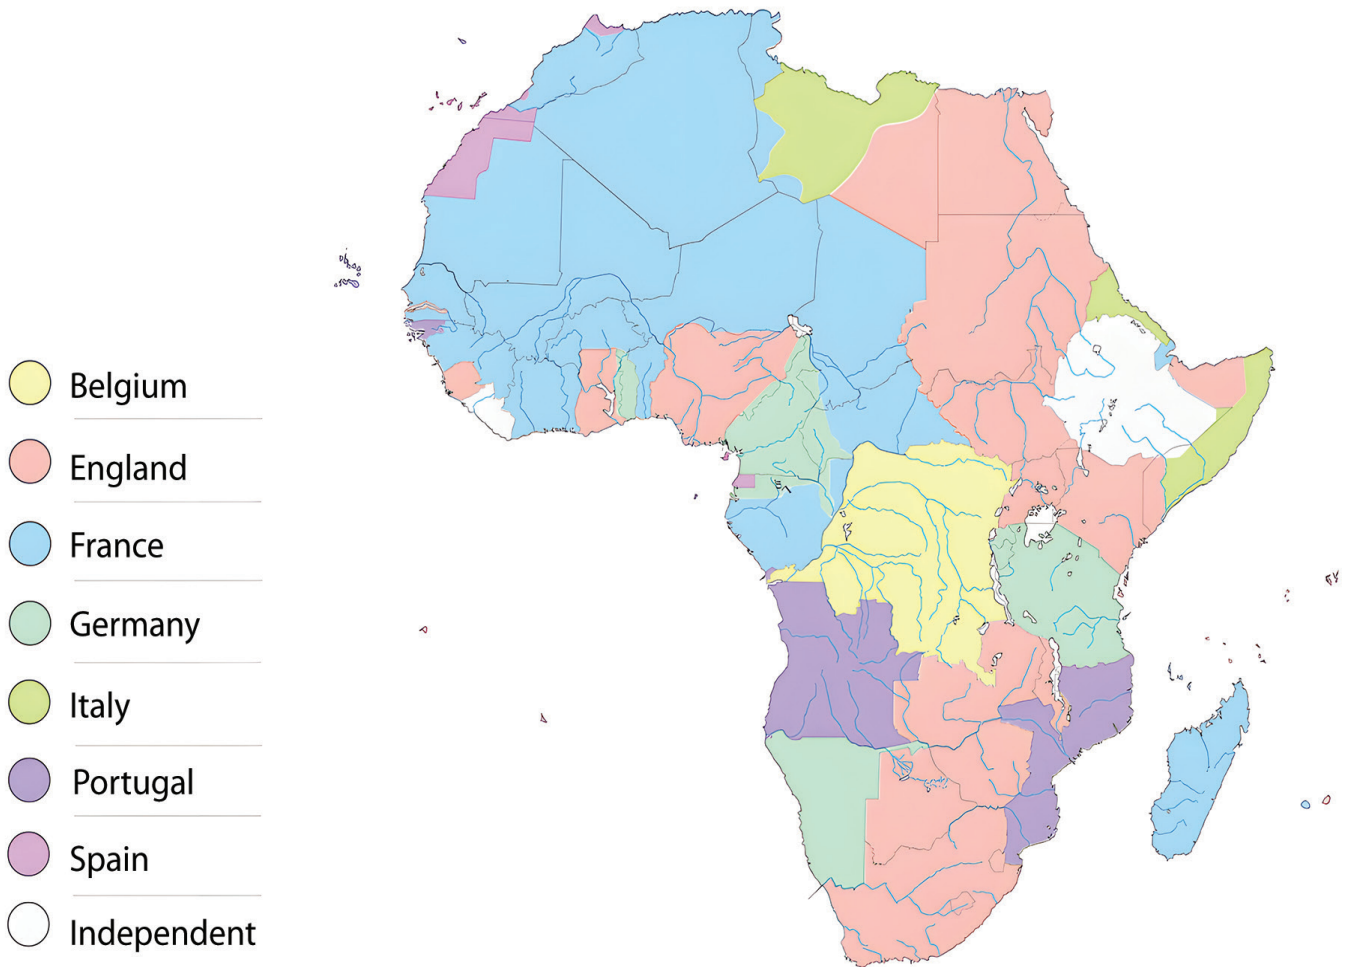 Belgium
England
France
Germany
Italy
Portugal
Spain
Independent